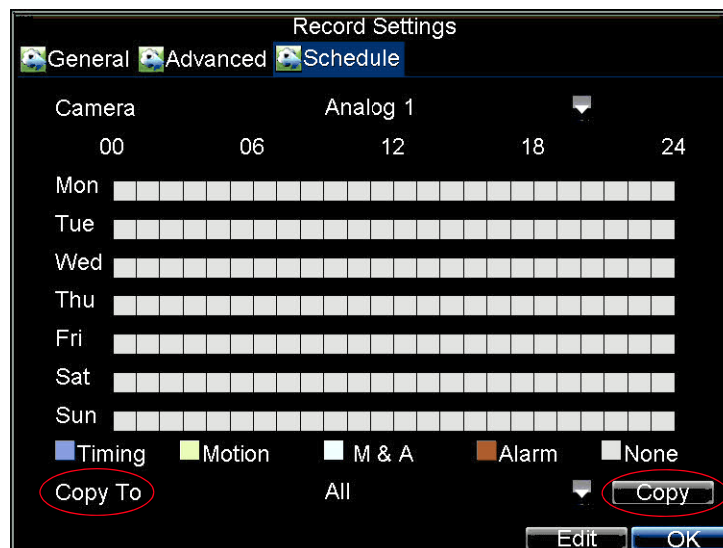 Record Settings
General Advanced Schedule
Camera Analog 1
00 06 12 18 24
Mon
Tue
Wed
Thu
Fri
Sat
Sun
Timing Motion M & A Alarm None
Copy To All Copy
Edit OK